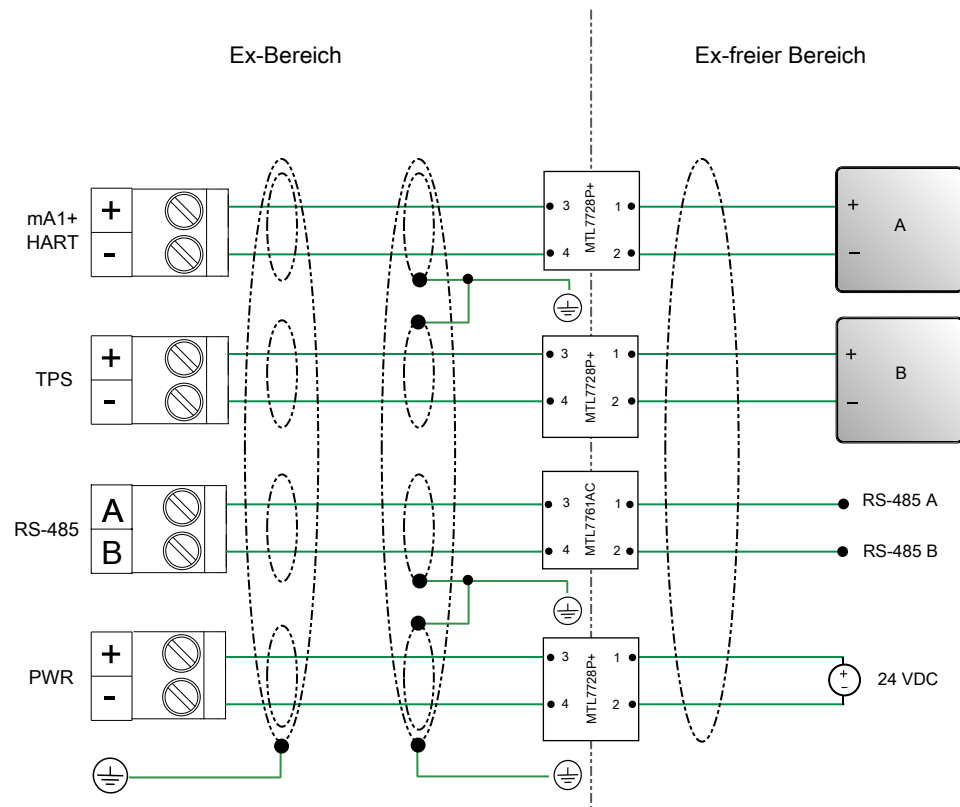 Ex-Bereich
Ex-freier Bereich
mA1+
HART
+
-
3
4
MTL7728P+
1
2
+
–
A
TPS
+
-
3
4
MTL7728P+
1
2
+
–
B
RS-485
A
B
3
4
MTL7761AC
1
2
RS-485 A
RS-485 B
PWR
+
-
3
4
MTL7728P+
1
2
+
–
24 VDC